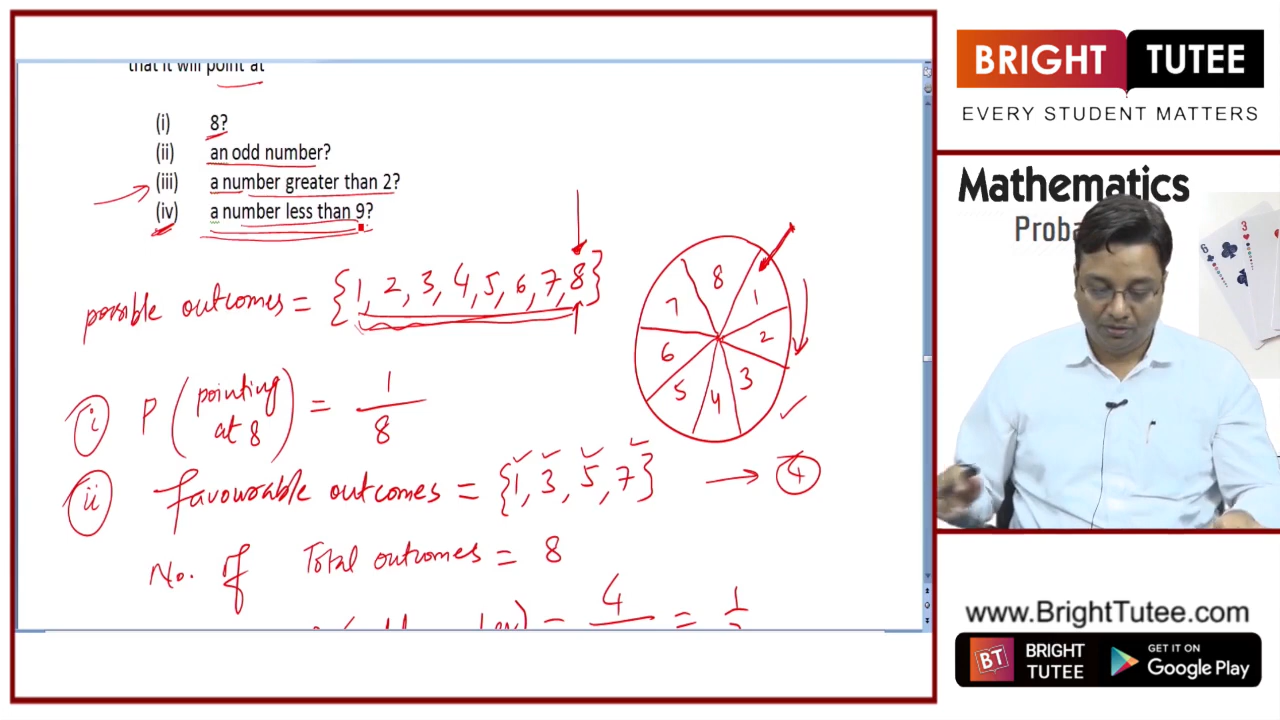 that it will point at
(i) 8?
(ii) an odd number?
(iii) a number greater than 2?
(iv) a number less than 9?
possible outcomes = {1, 2, 3, 4, 5, 6, 7, 8}
8
1
2
3
4
5
6
7
(i) P (pointing at 8) = 1/8
(ii) favourable outcomes = {1, 3, 5, 7} → 4
No. of Total outcomes = 8
= 4 = 1
BRIGHT TUTEE
EVERY STUDENT MATTERS
Mathematics
6
3
www.BrightTutee.com
BT BRIGHT TUTEE
GET IT ON
Google Play